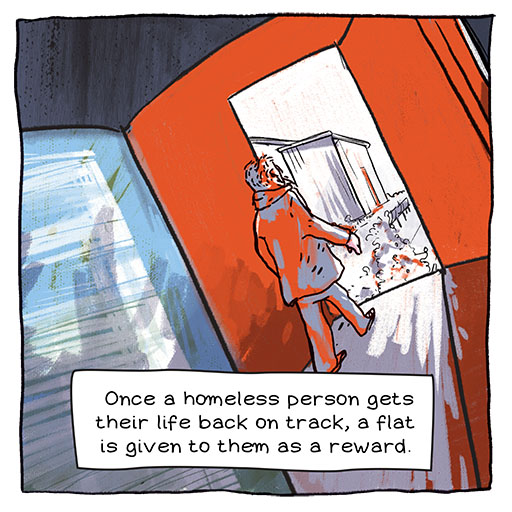 Once a homeless person gets
their life back on track, a flat
is given to them as a reward.